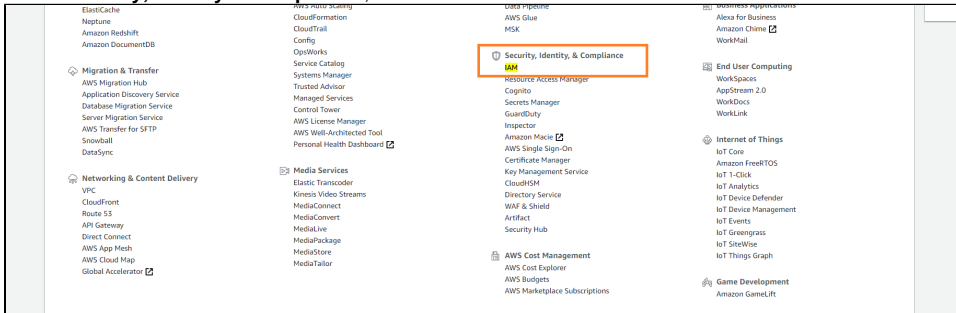 ElastiCache
Neptune
Amazon Redshift
Amazon DocumentDB
Migration & Transfer
AWS Migration Hub
Application Discovery Service
Database Migration Service
Server Migration Service
AWS Transfer for SFTP
Snowball
DataSync
Networking & Content Delivery
VPC
CloudFront
Route 53
API Gateway
Direct Connect
AWS App Mesh
AWS Cloud Map
Global Accelerator
AWS Auto Scaling
CloudFormation
CloudTrail
Config
OpsWorks
Service Catalog
Systems Manager
Trusted Advisor
Managed Services
Control Tower
AWS License Manager
AWS Well-Architected Tool
Personal Health Dashboard
Media Services
Elastic Transcoder
Kinesis Video Streams
MediaConnect
MediaConvert
MediaLive
MediaPackage
MediaStore
MediaTailor
Data Pipeline
AWS Glue
MSK
Security, Identity, & Compliance
IAM
Resource Access Manager
Cognito
Secrets Manager
GuardDuty
Inspector
Amazon Macie
AWS Single Sign-On
Certificate Manager
Key Management Service
CloudHSM
Directory Service
WAF & Shield
Artifact
Security Hub
AWS Cost Management
AWS Cost Explorer
AWS Budgets
AWS Marketplace Subscriptions
Business Applications
Alexa for Business
Amazon Chime
WorkMail
End User Computing
WorkSpaces
AppStream 2.0
WorkDocs
WorkLink
Internet of Things
IoT Core
Amazon FreeRTOS
IoT 1-Click
IoT Analytics
IoT Device Defender
IoT Device Management
IoT Events
IoT Greengrass
IoT SiteWise
IoT Things Graph
Game Development
Amazon GameLift